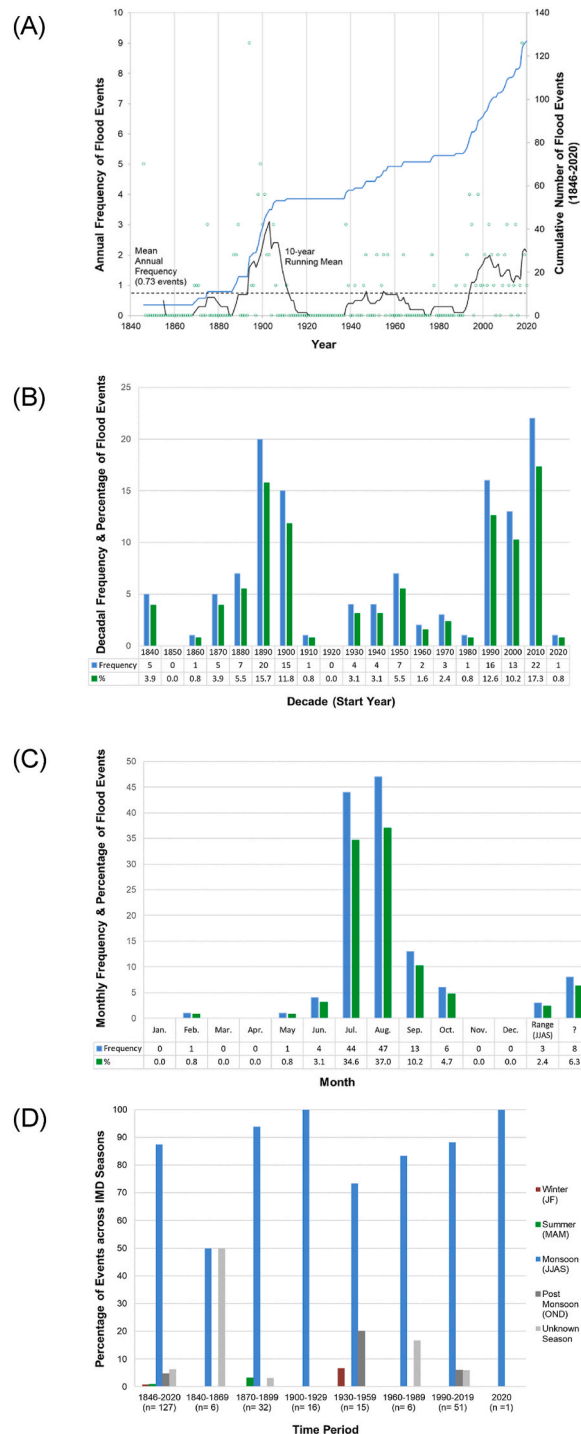 (A)
10
9
8
7
6
5
4
3
2
1
0
Annual Frequency of Flood Events
140
120
100
80
60
40
20
0
Cumulative Number of Flood Events
(1846-2020)
Mean
Annual
Frequency
(0.73 events)
10-year
Running Mean
1840 1860 1880 1900 1920 1940 1960 1980 2000 2020
Year
(B)
Decadal Frequency & Percentage of Flood Events
25
20
15
10
5
0
1840 1850 1860 1870 1880 1890 1900 1910 1920 1930 1940 1950 1960 1970 1980 1990 2000 2010 2020
Frequency 5 0 1 5 7 20 15 1 0 4 4 7 2 3 1 16 13 22 1
% 3.9 0.0 0.8 3.9 5.5 15.7 11.8 0.8 0.0 3.1 3.1 5.5 1.6 2.4 0.8 12.6 10.2 17.3 0.8
Decade (Start Year)
(C)
Monthly Frequency & Percentage of Flood Events
50
45
40
35
30
25
20
15
10
5
0
Jan. Feb. Mar. Apr. May Jun. Jul. Aug. Sep. Oct. Nov. Dec. Range (JJAS) ?
Frequency 0 1 0 0 1 4 44 47 13 6 0 0 3 8
% 0.0 0.8 0.0 0.0 0.8 3.1 34.6 37.0 10.2 4.7 0.0 0.0 2.4 6.3
Month
(D)
Percentage of Events across IMD Seasons
100
90
80
70
60
50
40
30
20
10
0
Winter
(JF)
Summer
(MAM)
Monsoon
(JJAS)
Post
Monsoon
(OND)
Unknown
Season
1846-2020 1840-1869 1870-1899 1900-1929 1930-1959 1960-1989 1990-2019 2020
(n= 127) (n= 6) (n= 32) (n= 16) (n= 15) (n= 6) (n= 51) (n =1)
Time Period